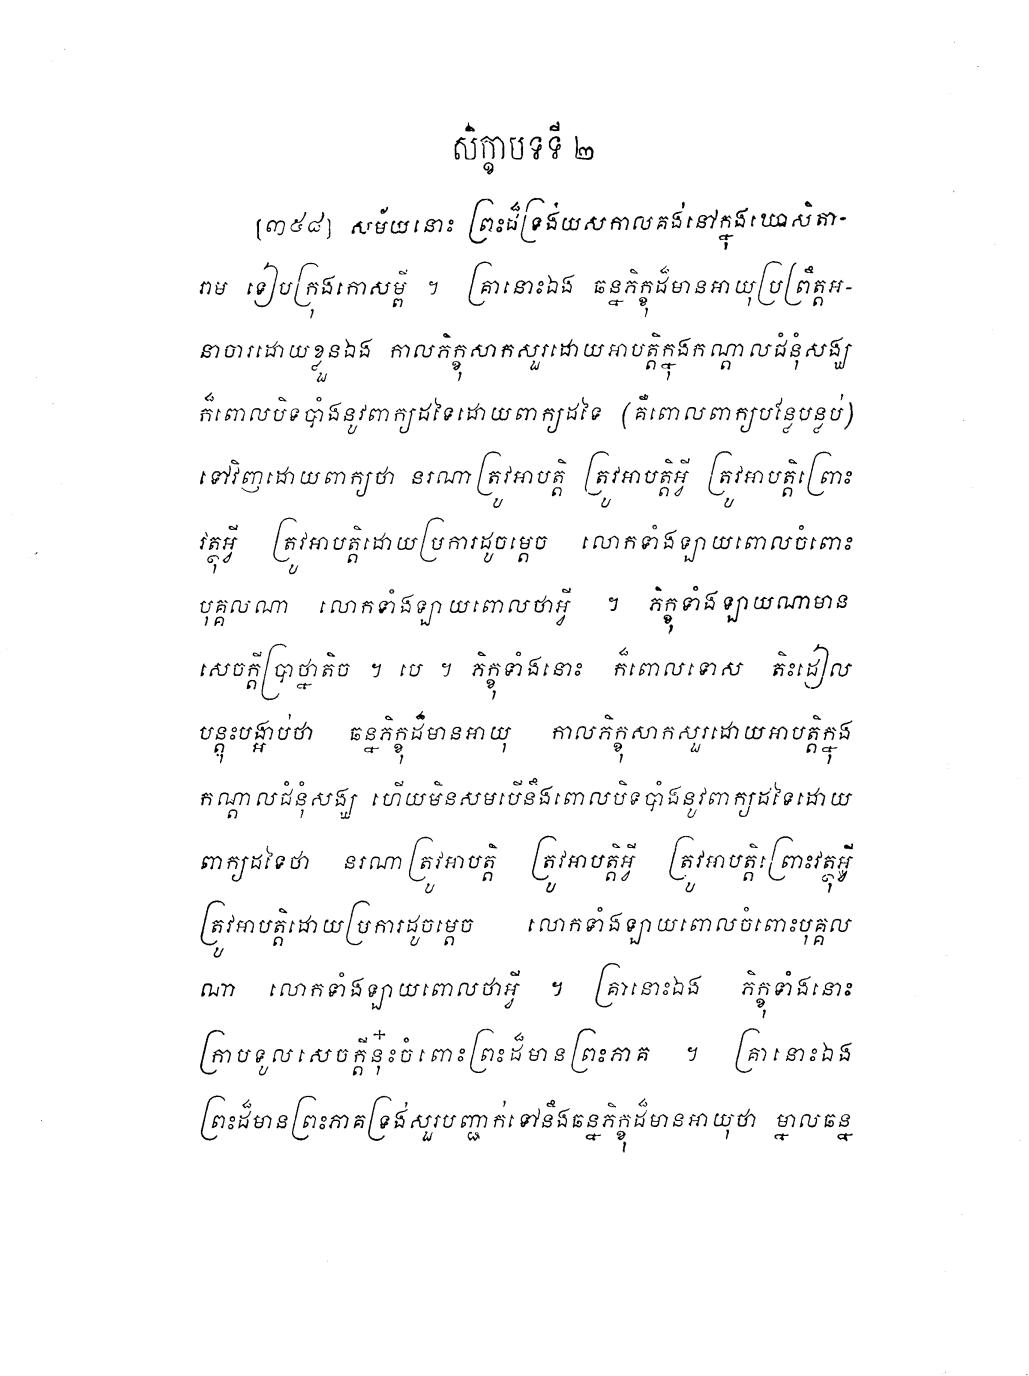 សិក្ខាបទទី ២
[៣៥៨] សម័យនោះ ព្រះដ៏ទ្រង់យសកាលគង់នៅក្នុងឃោសិតា-
រាម ទៀបក្រុងកោសម្ពី ។ គ្រានោះឯង ឆន្នភិក្ខុដ៏មានអាយុប្រព្រឹត្តអ-
នាចារដោយខ្លួនឯង កាលភិក្ខុសាកសួរដោយអាបត្តិក្នុងកណ្តាលជំនុំសង្ឃ
ក៏ពោលបិទបាំងនូវពាក្យដទៃដោយពាក្យដទៃ (គឺពោលពាក្យបន្លែបន្លប់)
ទៅវិញដោយពាក្យថា នរណាត្រូវអាបត្តិ ត្រូវអាបត្តិអ្វី ត្រូវអាបត្តិព្រោះ
វត្ថុអ្វី ត្រូវអាបត្តិដោយប្រការដូចម្តេច លោកទាំងឡាយពោលចំពោះ
បុគ្គលណា លោកទាំងឡាយពោលថាអ្វី ។ ភិក្ខុទាំងឡាយណាមាន
សេចក្តីប្រាថ្នាតិច ។ បេ ។ ភិក្ខុទាំងនោះ ក៏ពោលទោស តិះដៀល
បន្តុះបង្អាប់ថា ឆន្នភិក្ខុដ៏មានអាយុ កាលភិក្ខុសាកសួរដោយអាបត្តិក្នុង
កណ្តាលជំនុំសង្ឃ ហើយមិនសមបើនឹងពោលបិទបាំងនូវពាក្យដទៃដោយ
ពាក្យដទៃថា នរណាត្រូវអាបត្តិ ត្រូវអាបត្តិអ្វី ត្រូវអាបត្តិព្រោះវត្ថុអ្វី
ត្រូវអាបត្តិដោយប្រការដូចម្តេច លោកទាំងឡាយពោលចំពោះបុគ្គល
ណា លោកទាំងឡាយពោលថាអ្វី ។ គ្រានោះឯង ភិក្ខុទាំងនោះ
ក្រាបទូលសេចក្តីនុ៎ះចំពោះព្រះដ៏មានព្រះភាគ ។ គ្រានោះឯង
ព្រះដ៏មានព្រះភាគទ្រង់សួរបញ្ជាក់ទៅនឹងឆន្នភិក្ខុដ៏មានអាយុថា ម្នាលឆន្ន